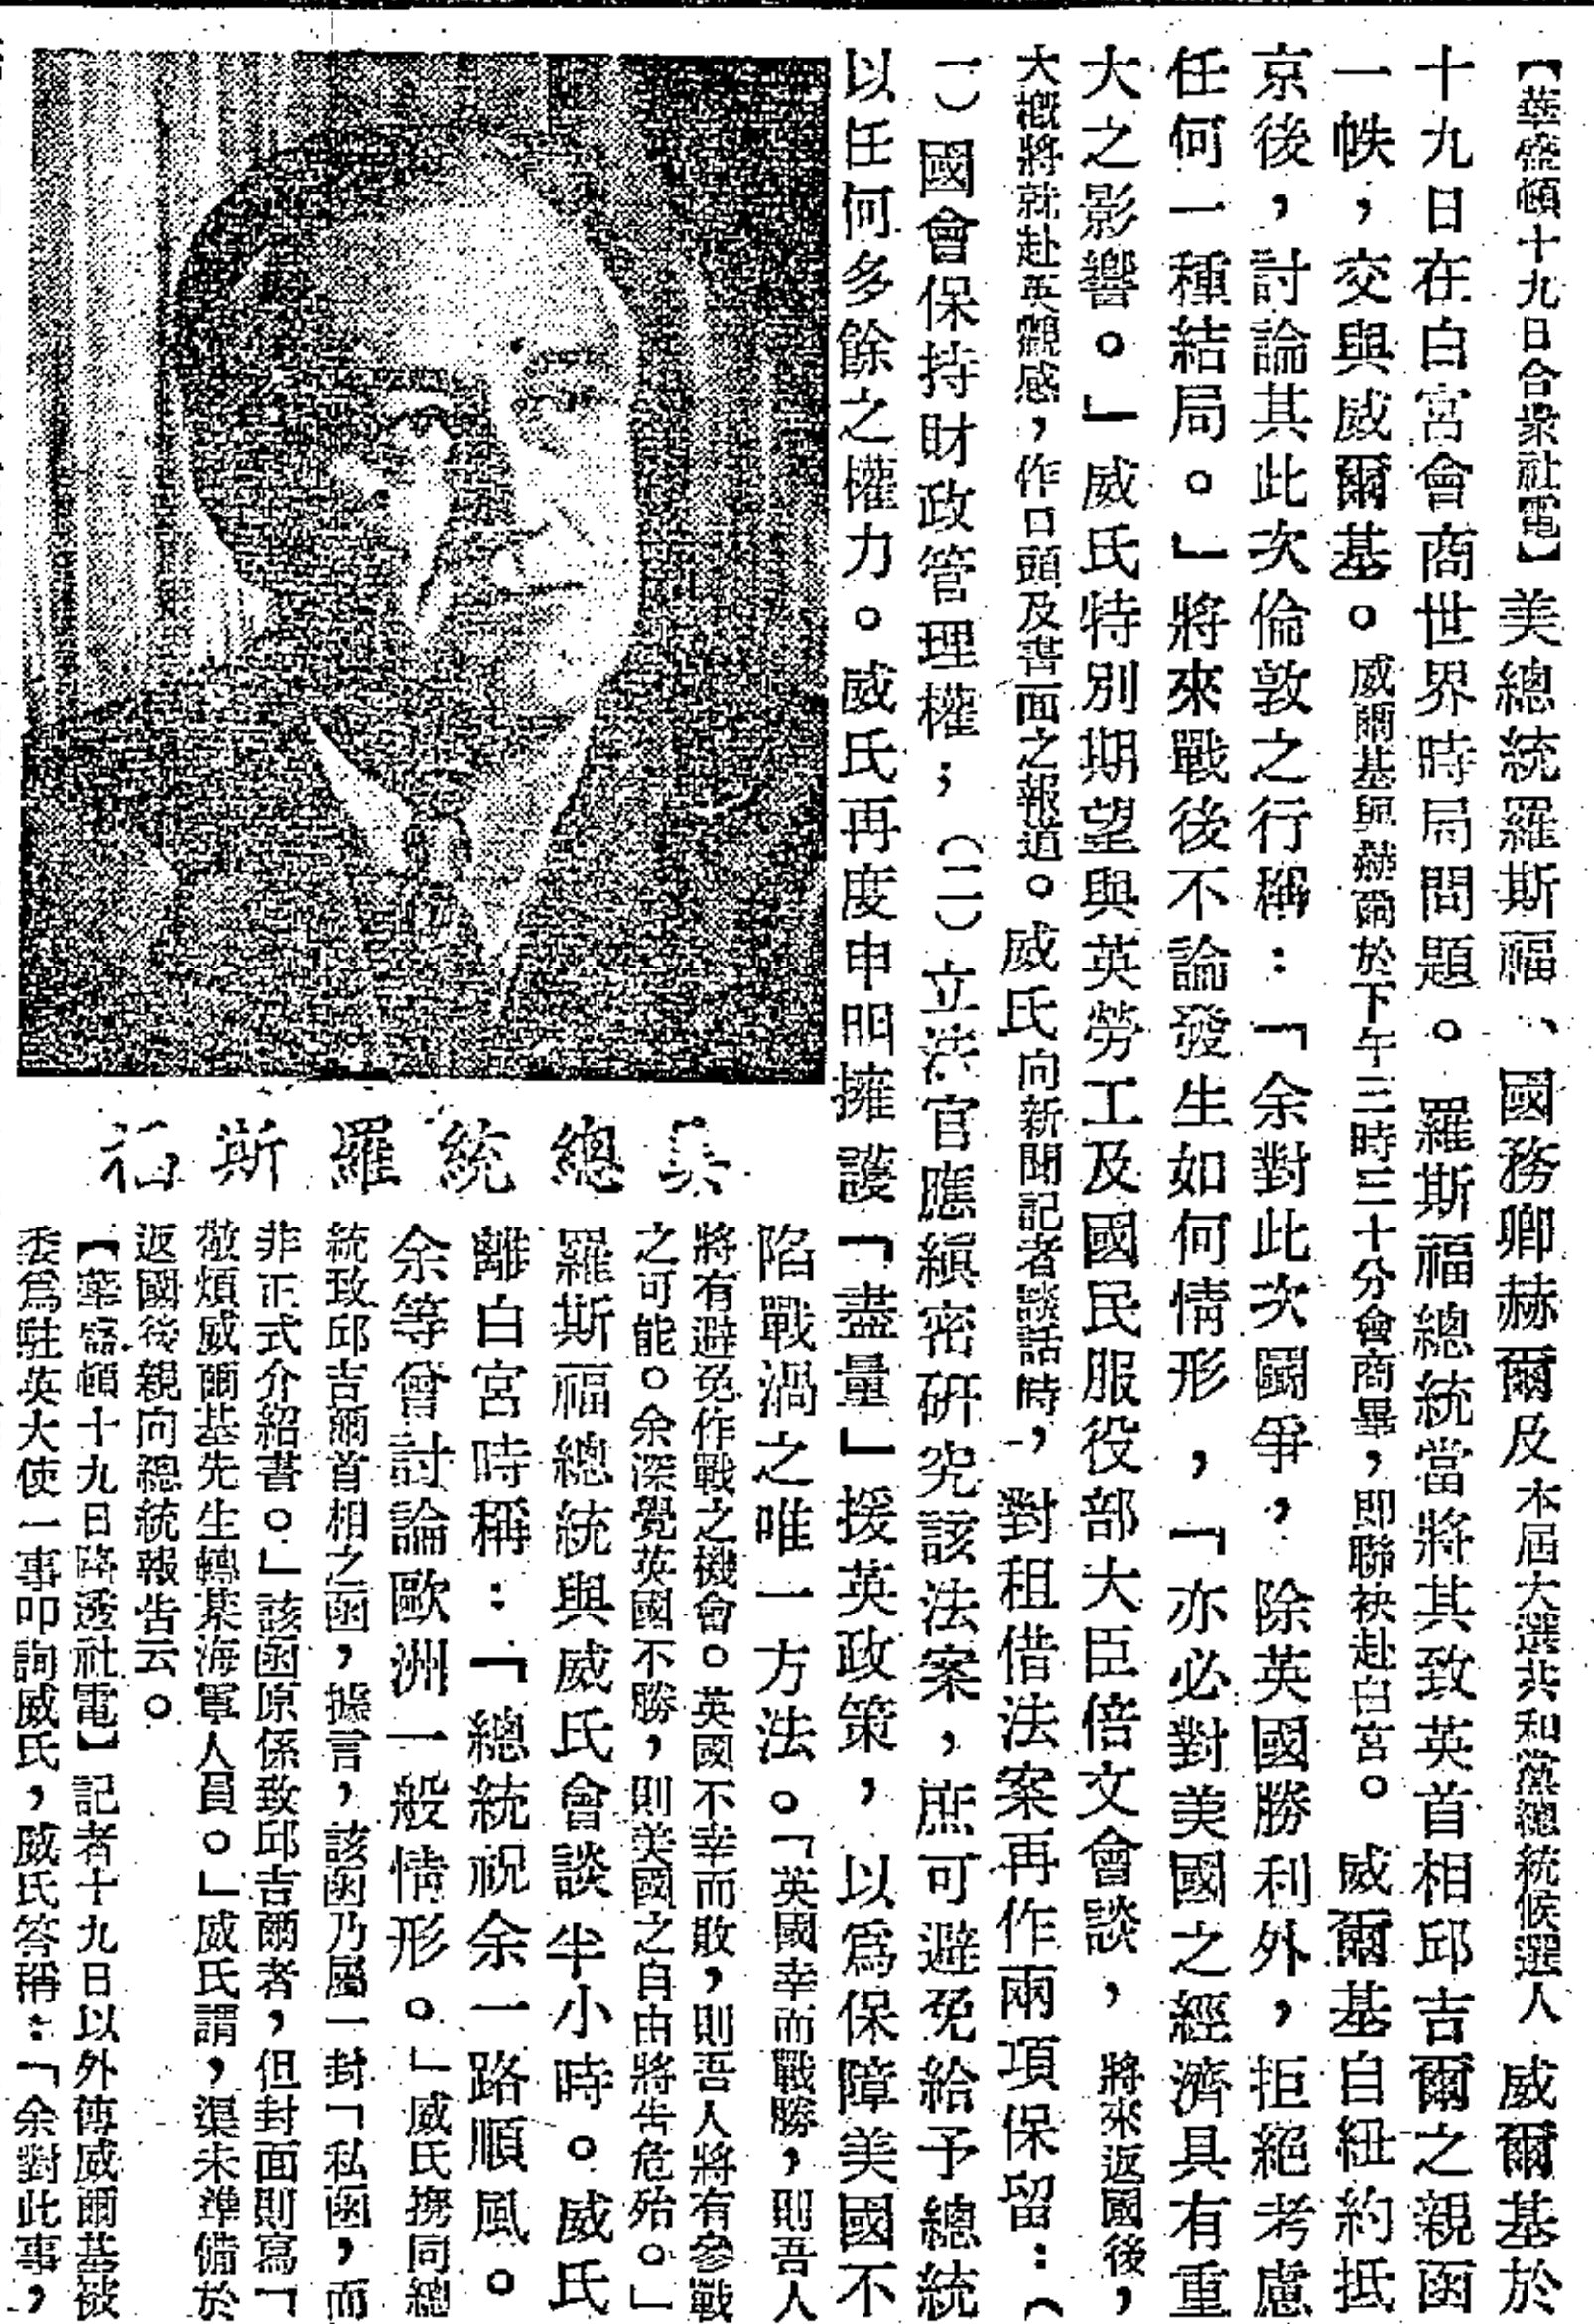 【華盛頓十九日合衆社電】美總統羅斯福、國務卿赫爾及本屆大選共和黨總統候選人威爾基於
十九日在白宮會商世界時局問題。羅斯福總統當將其致英首相邱吉爾之親函
一帙，交與威爾基。威爾基與赫爾於下午三時三十分會商畢，即聯袂赴白宮。威爾基自紐約抵
京後，討論其此次倫敦之行稱：「余對此次鬭爭，除英國勝利外，拒絕考慮
任何一種結局。」將來戰後不論發生如何情形，「亦必對美國之經濟具有重
大之影響。」威氏特別期望與英勞工及國民服役部大臣倍文會談，將來返國後，
大概將就赴英觀感，作口頭及書面之報道。威氏向新聞記者談話時，對租借法案再作兩項保留：（
一）國會保持財政管理權；（二）立法官應縝密研究該法案，庶可避免給予總統
以任何多餘之權力。威氏再度申明擁護「盡量」援英政策，以爲保障美國不
陷戰渦之唯一方法。「英國幸而戰勝，則吾人
將有避免作戰之機會。英國不幸而敗，則吾人將有參戰
之可能。余深覺英國不勝，則美國之自由將告危殆。」
羅斯福總統與威氏會談半小時。威氏
離白宮時稱：「總統祝余一路順風。
余等曾討論歐洲一般情形。」威氏携同總
統致邱吉爾首相之函，據言，該函乃屬一封「私函，而
非正式介紹書。」該函原係致邱吉爾者，但封面則寫「
敬煩威爾基先生轉某海軍人員。」威氏謂，渠未準備於
返國後親向總統報告云。
【華盛頓十九日路透社電】記者十九日以外傳威爾基被
委爲駐英大使一事叩詢威氏，威氏答稱：「余對此事，
美總統羅斯福